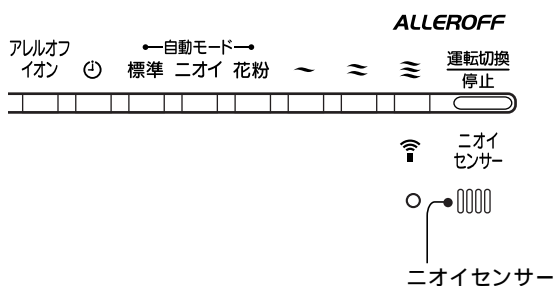 ALLEROFF
アレルオフ
イオン
自動モード
標準 ニオイ 花粉
運転切換
停止
ニオイ
センサー
ニオイセンサー